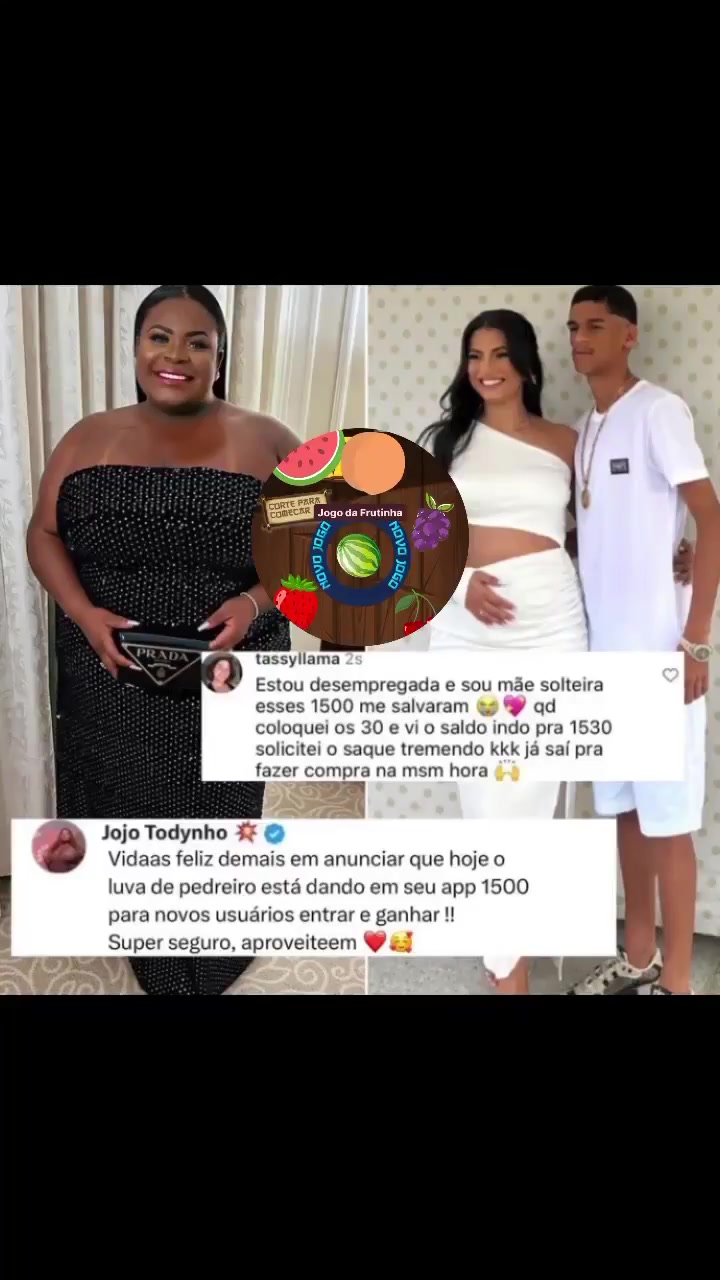 CORTE PARA
COMEÇAR
Jogo da Frutinha
NOVO JOGO
NOVO JOGO
PRADA
tassyllama 2s
Estou desempregada e sou mãe solteira
esses 1500 me salvaram 😭💖 qd
coloquei os 30 e vi o saldo indo pra 1530
solicitei o saque tremendo kkk já saí pra
fazer compra na msm hora 🙌
Jojo Todynho 💥
Vidaas feliz demais em anunciar que hoje o
luva de pedreiro está dando em seu app 1500
para novos usuários entrar e ganhar !!
Super seguro, aproveiteem ❤️🥰